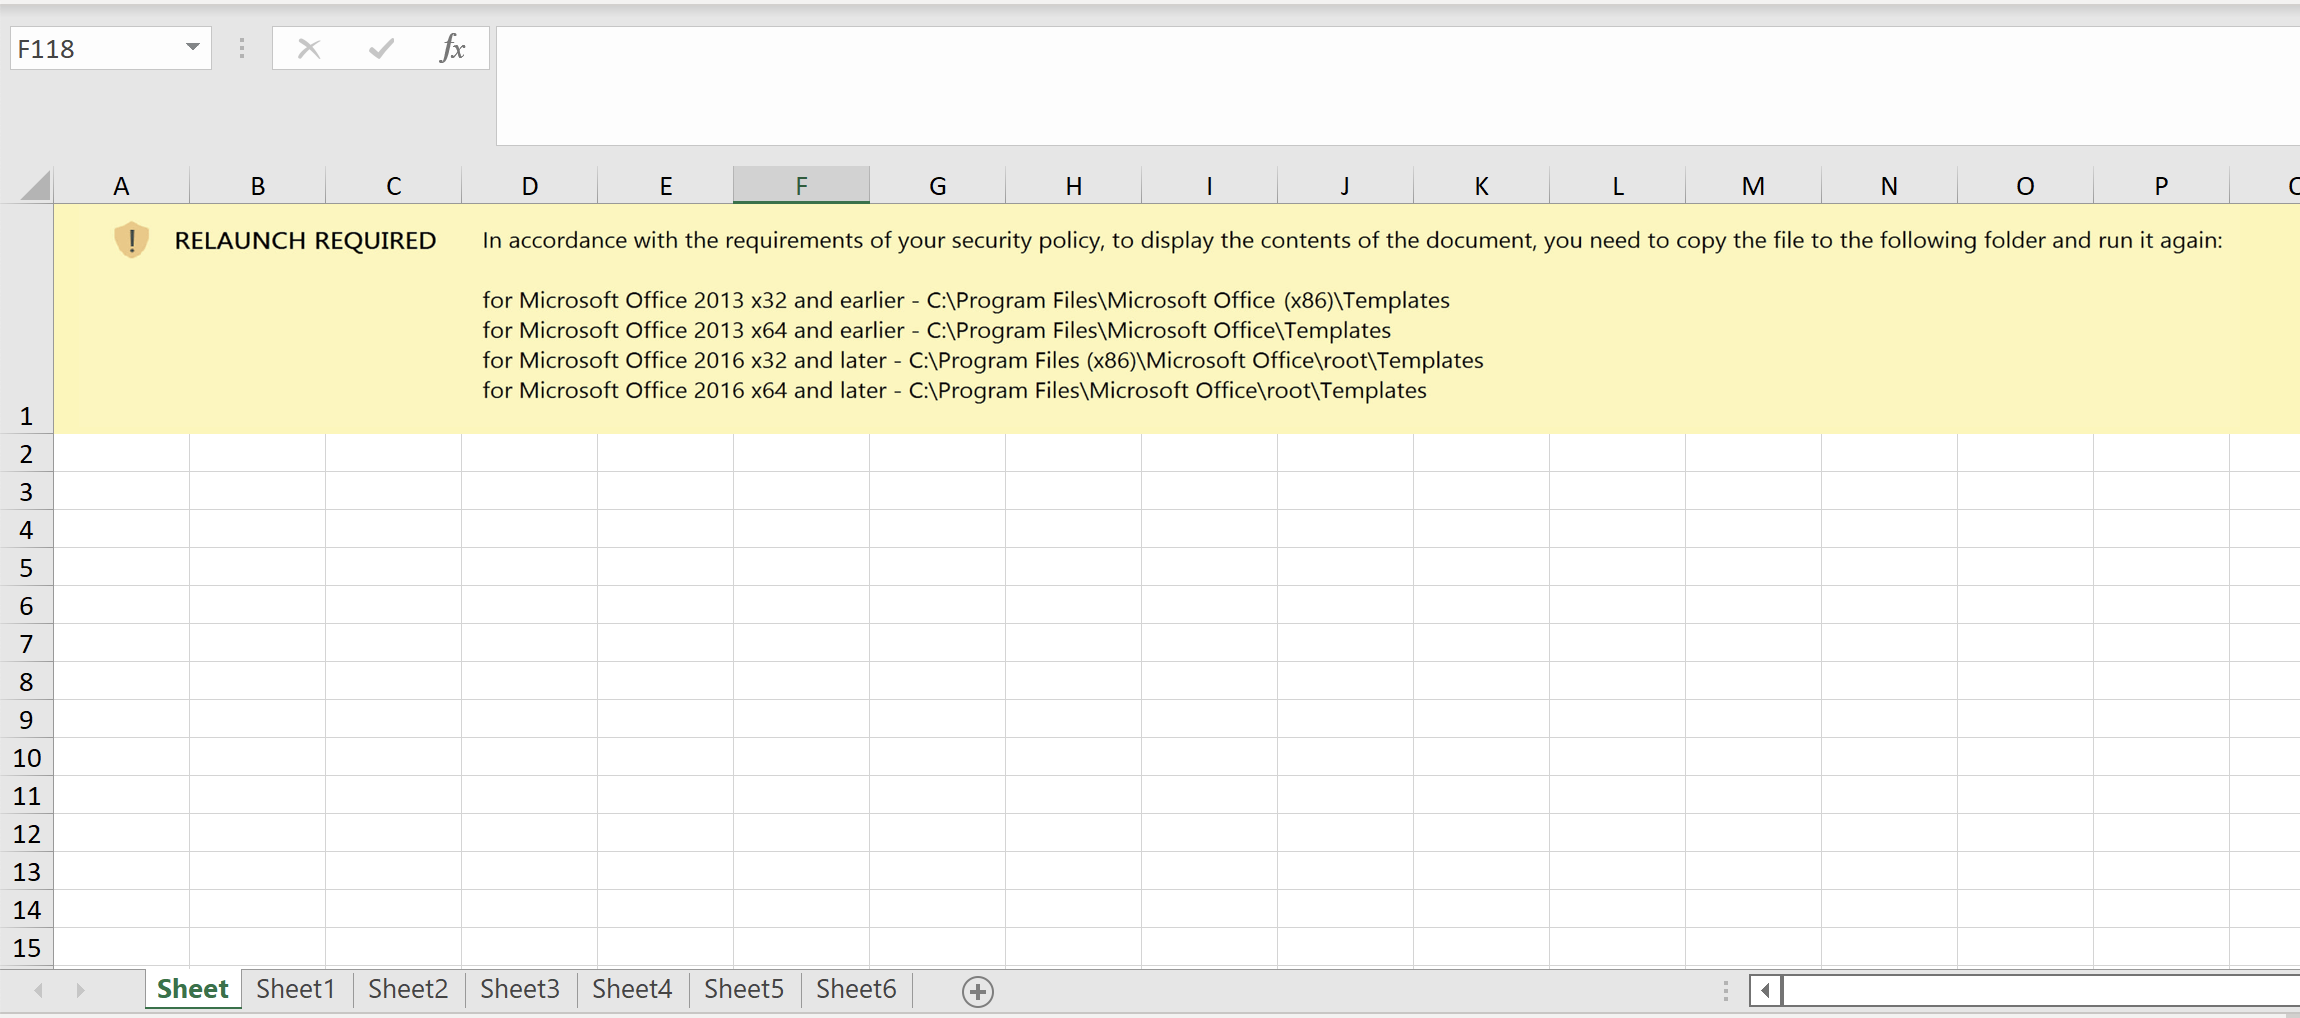 F118
fx
A B C D E F G H I J K L M N O P
RELAUNCH REQUIRED In accordance with the requirements of your security policy, to display the contents of the document, you need to copy the file to the following folder and run it again:
for Microsoft Office 2013 x32 and earlier - C:\Program Files\Microsoft Office (x86)\Templates
for Microsoft Office 2013 x64 and earlier - C:\Program Files\Microsoft Office\Templates
for Microsoft Office 2016 x32 and later - C:\Program Files (x86)\Microsoft Office\root\Templates
for Microsoft Office 2016 x64 and later - C:\Program Files\Microsoft Office\root\Templates
1
2
3
4
5
6
7
8
9
10
11
12
13
14
15
Sheet Sheet1 Sheet2 Sheet3 Sheet4 Sheet5 Sheet6